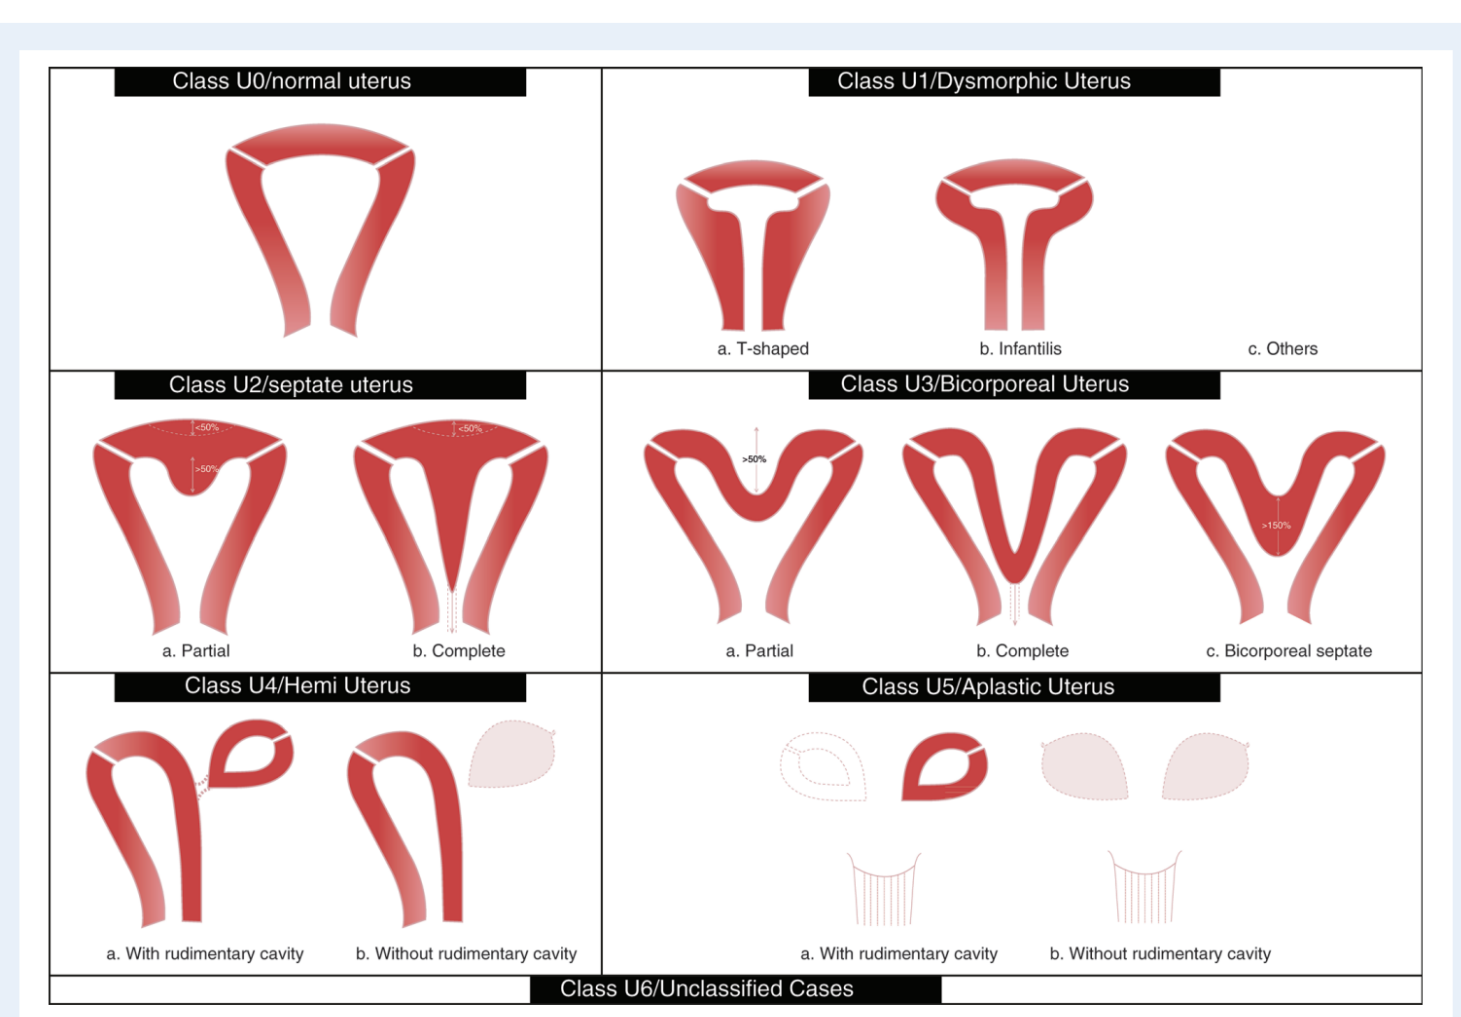 Class U0/normal uterus
Class U1/Dysmorphic Uterus
a. T-shaped
b. Infantilis
c. Others
Class U2/septate uterus
<50%
>50%
<50%
a. Partial
b. Complete
Class U3/Bicorporeal Uterus
>50%
>150%
a. Partial
b. Complete
c. Bicorporeal septate
Class U4/Hemi Uterus
a. With rudimentary cavity
b. Without rudimentary cavity
Class U5/Aplastic Uterus
a. With rudimentary cavity
b. Without rudimentary cavity
Class U6/Unclassified Cases